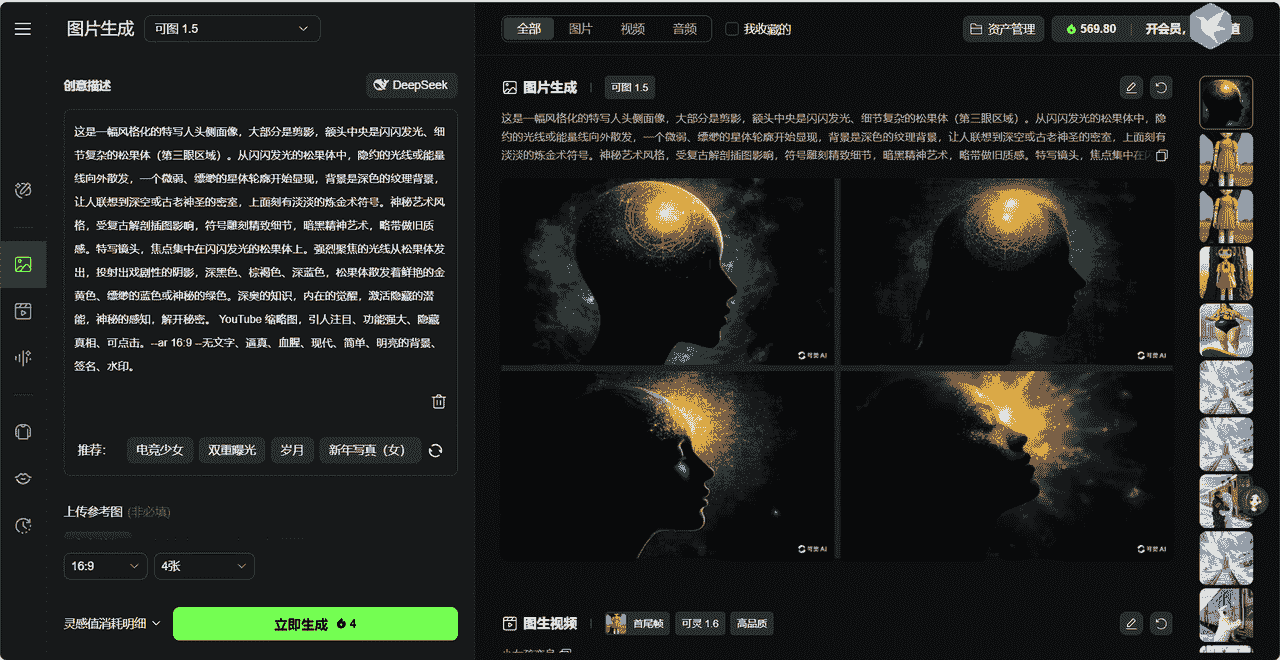 图片生成
可图 1.5
全部
图片
视频
音频
我收藏的
资产管理
569.80
开会员,
值
创意描述
DeepSeek
这是一幅风格化的特写人头侧面像，大部分是剪影，额头中央是闪闪发光、细
节复杂的松果体（第三眼区域）。从闪闪发光的松果体中，隐约的光线或能量
线向外散发，一个微弱、缥缈的星体轮廓开始显现，背景是深色的纹理背景，
让人联想到深空或古老神圣的密室，上面刻有淡淡的炼金术符号。神秘艺术风
格，受复古解剖插图影响，符号雕刻精致细节，暗黑精神艺术，略带做旧质
感。特写镜头，焦点集中在闪闪发光的松果体上。强烈聚焦的光线从松果体发
出，投射出戏剧性的阴影，深黑色、棕褐色、深蓝色，松果体散发着鲜艳的金
黄色、缥缈的蓝色或神秘的绿色。深奥的知识，内在的觉醒，激活隐藏的潜
能，神秘的感知，解开秘密。 YouTube 缩略图，引人注目、功能强大、隐藏
真相、可点击。--ar 16:9 --无文字、逼真、血腥、现代、简单、明亮的背景、
签名、水印。
推荐：
电竞少女
双重曝光
岁月
新年写真（女）
上传参考图 (非必填)
16:9
4张
灵感值消耗明细
立即生成 4
图片生成
可图 1.5
这是一幅风格化的特写人头侧面像，大部分是剪影，额头中央是闪闪发光、细节复杂的松果体（第三眼区域）。从闪闪发光的松果体中，隐
约的光线或能量线向外散发，一个微弱、缥缈的星体轮廓开始显现，背景是深色的纹理背景，让人联想到深空或古老神圣的密室，上面刻有
淡淡的炼金术符号。神秘艺术风格，受复古解剖插图影响，符号雕刻精致细节，暗黑精神艺术，略带做旧质感。特写镜头，焦点集中在闪
可灵 AI
可灵 AI
可灵 AI
可灵 AI
图生视频
首尾帧
可灵 1.6
高品质